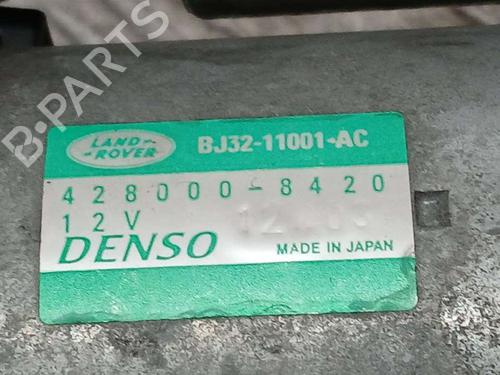 B-PARTS
LAND-
ROVER
BJ32-11001-AC
428000-8420
12V
DENSO
MADE IN JAPAN